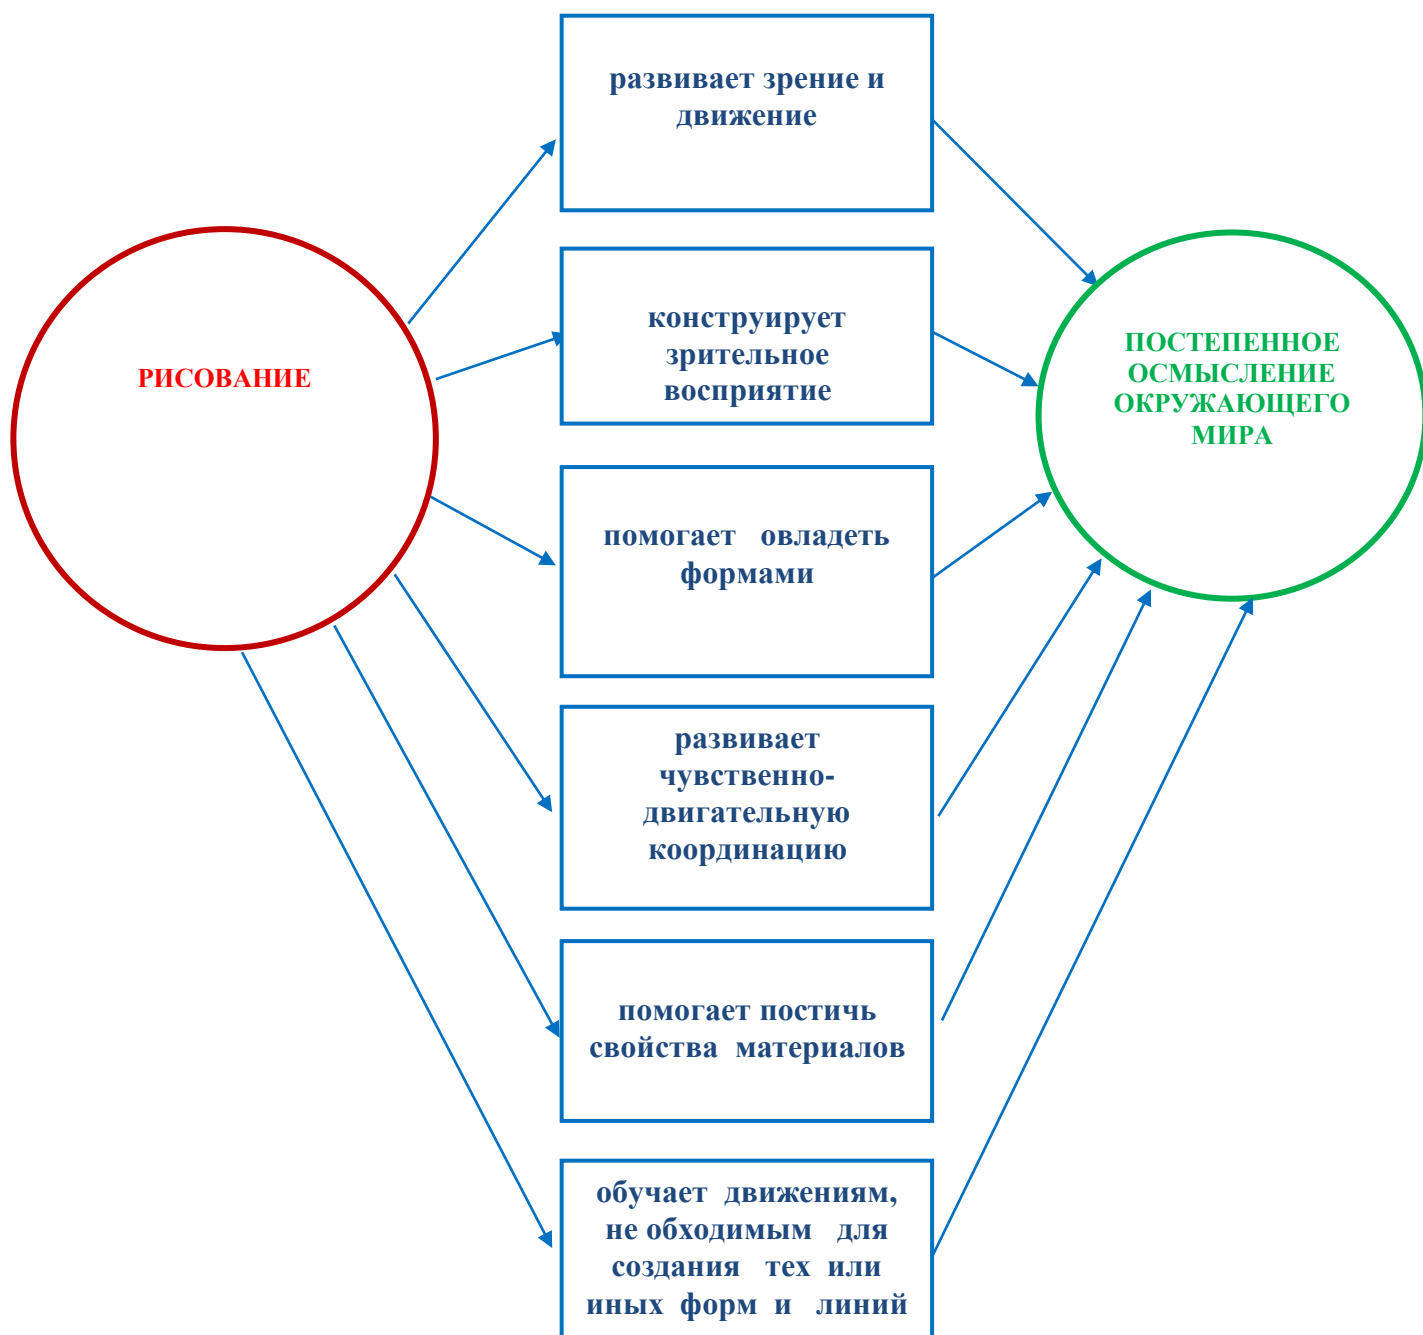 развивает зрение и
движение
РИСОВАНИЕ
конструирует
зрительное
восприятие
ПОСТЕПЕННОЕ
ОСМЫСЛЕНИЕ
ОКРУЖАЮЩЕГО
МИРА
помогает овладеть
формами
развивает
чувственно-
двигательную
координацию
помогает постичь
свойства материалов
обучает движениям,
не обходимым для
создания тех или
иных форм и линий